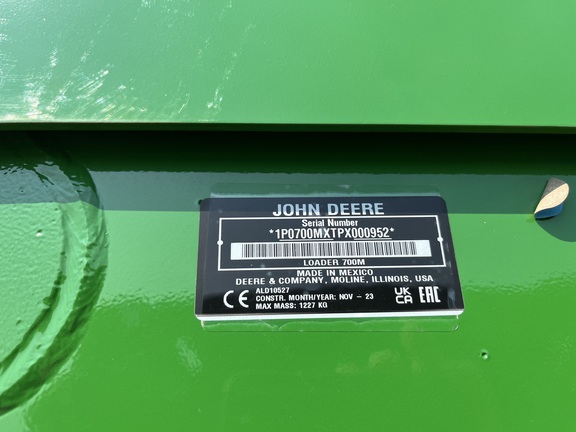 JOHN DEERE
Serial Number
*1P0700MXTPX000952*
LOADER 700M
MADE IN MEXICO
DEERE & COMPANY, MOLINE, ILLINOIS, USA
ALD10527
CE CONSTR. MONTH/YEAR: NOV - 23 UK CA EAC
MAX MASS: 1227 KG